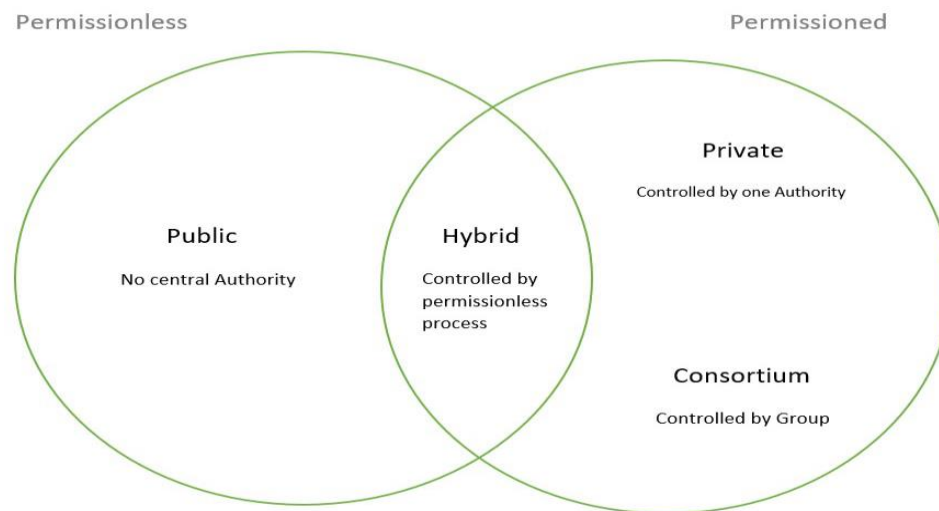 Permissionless
Permissioned
Public
No central Authority
Hybrid
Controlled by
permissionless
process
Private
Controlled by one Authority
Consortium
Controlled by Group